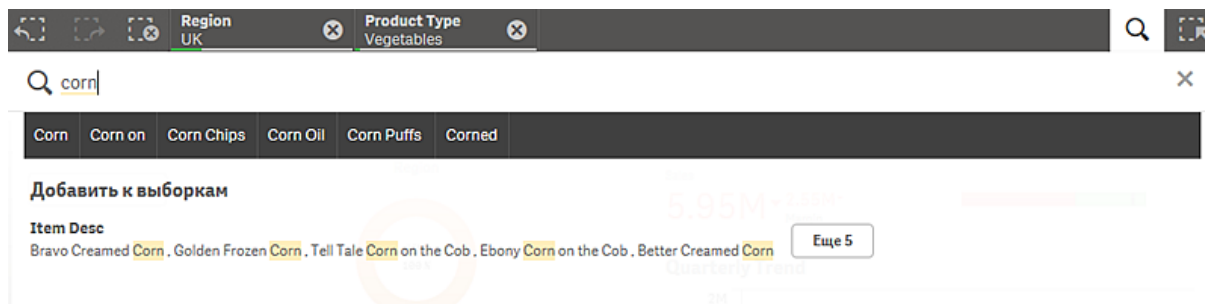 Region
UK
Product Type
Vegetables
corn
Corn Corn on Corn Chips Corn Oil Corn Puffs Corned
Добавить к выборкам
Item Desc
Bravo Creamed Corn , Golden Frozen Corn , Tell Tale Corn on the Cob , Ebony Corn on the Cob , Better Creamed Corn
Еще 5
5.95M
Quarterly Trend
2M